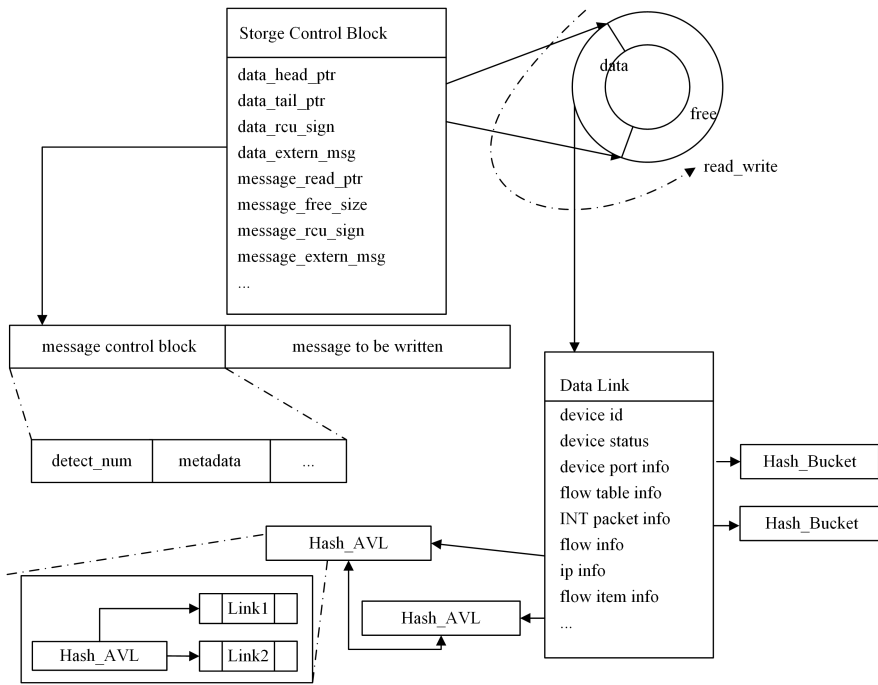 Storge Control Block
data_head_ptr
data_tail_ptr
data_rcu_sign
data_extern_msg
message_read_ptr
message_free_size
message_rcu_sign
message_extern_msg
...
data
free
read_write
message control block
message to be written
detect_num
metadata
...
Data Link
device id
device status
device port info
flow table info
INT packet info
flow info
ip info
flow item info
...
Hash_Bucket
Hash_Bucket
Hash_AVL
Hash_AVL
Hash_AVL
Link1
Link2